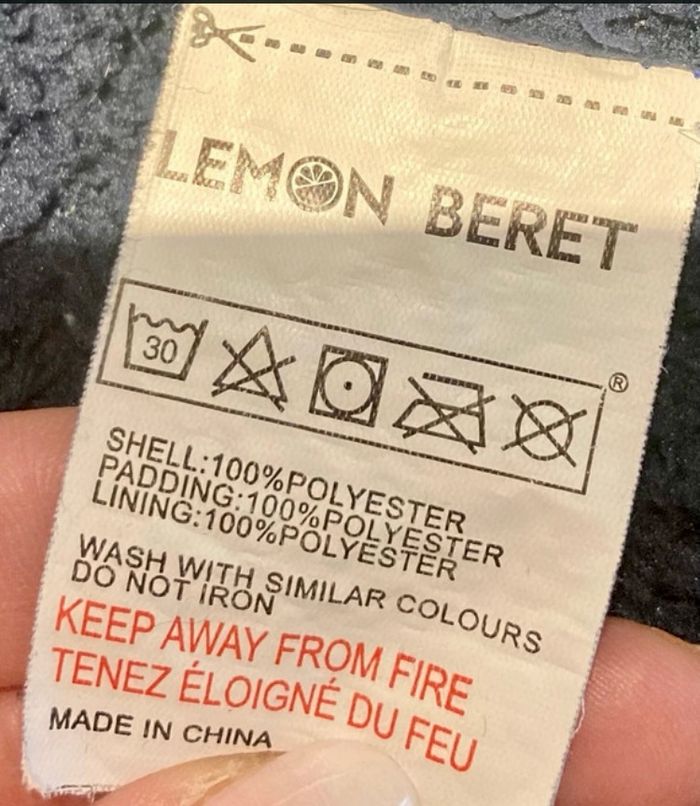 LEMON BERET
30
®
SHELL:100%POLYESTER
PADDING:100%POLYESTER
LINING:100%POLYESTER
WASH WITH SIMILAR COLOURS
DO NOT IRON
KEEP AWAY FROM FIRE
TENEZ ÉLOIGNÉ DU FEU
MADE IN CHINA